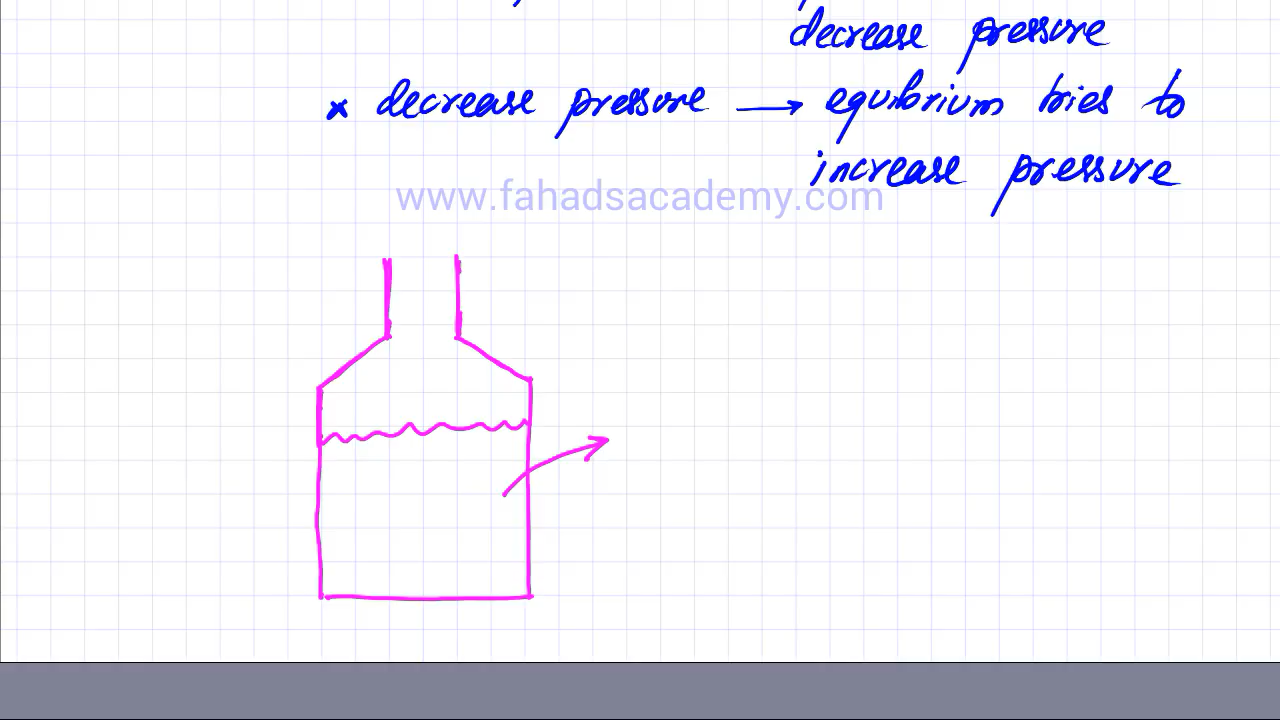 decrease pressure
x decrease pressure → equilibrium tries to
increase pressure
www.fahadsacademy.com